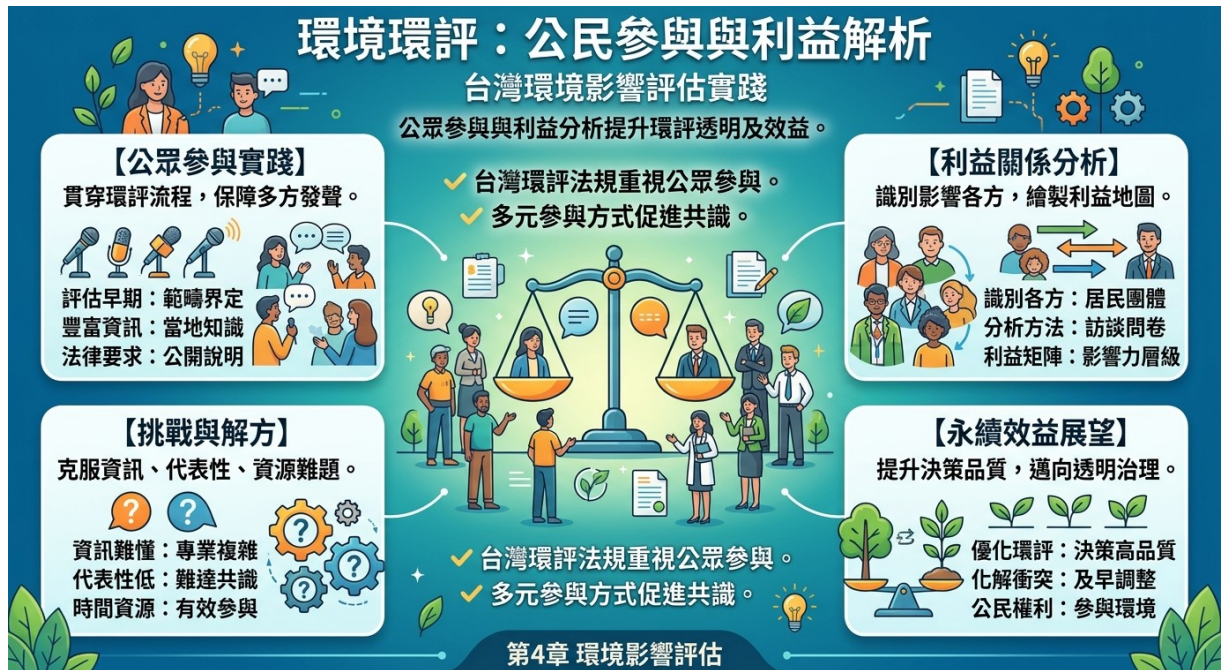 環境環評：公民參與與利益解析
台灣環境影響評估實踐
公眾參與與利益分析提升環評透明及效益。
✓ 台灣環評法規重視公眾參與。
✓ 多元參與方式促進共識。
【公眾參與實踐】
貫穿環評流程，保障多方發聲。
評估早期：範疇界定
豐富資訊：當地知識
法律要求：公開說明
【利益關係分析】
識別影響各方，繪製利益地圖。
識別各方：居民團體
分析方法：訪談問卷
利益矩陣：影響力層級
【挑戰與解方】
克服資訊、代表性、資源難題。
? ?
? ? ? ?
資訊難懂：專業複雜
代表性低：難達共識
時間資源：有效參與
【永續效益展望】
提升決策品質，邁向透明治理。
優化環評：決策高品質
化解衝突：及早調整
公民權利：參與環境
✓ 台灣環評法規重視公眾參與。
✓ 多元參與方式促進共識。
$
第4章 環境影響評估